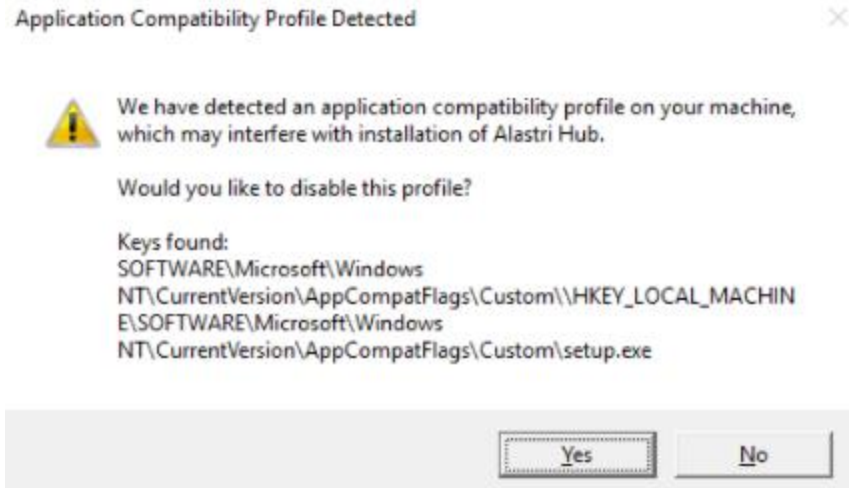 Application Compatibility Profile Detected
We have detected an application compatibility profile on your machine,
which may interfere with installation of Alastri Hub.
Would you like to disable this profile?
Keys found:
SOFTWARE\Microsoft\Windows
NT\CurrentVersion\AppCompatFlags\Custom\\HKEY_LOCAL_MACHIN
E\SOFTWARE\Microsoft\Windows
NT\CurrentVersion\AppCompatFlags\Custom\setup.exe
Yes
No